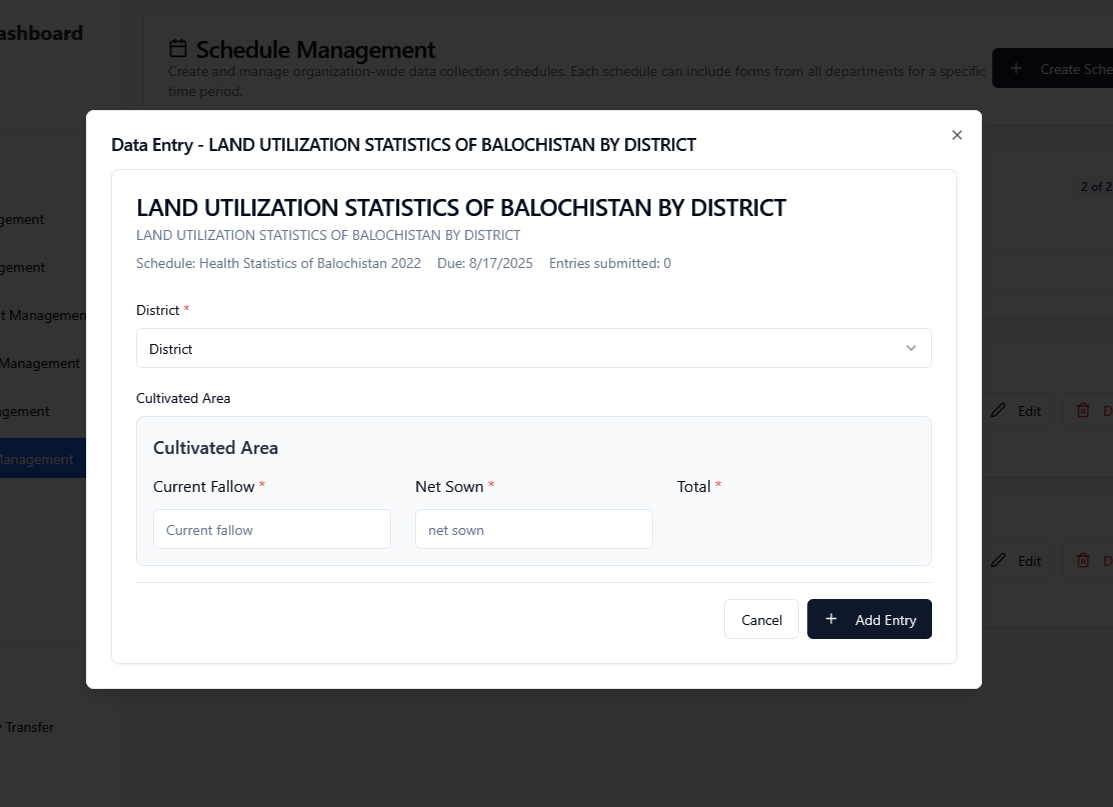 ashboard
Schedule Management
Create and manage organization-wide data collection schedules. Each schedule can include forms from all departments for a specific
time period.
+ Create Sche
Data Entry - LAND UTILIZATION STATISTICS OF BALOCHISTAN BY DISTRICT
LAND UTILIZATION STATISTICS OF BALOCHISTAN BY DISTRICT
LAND UTILIZATION STATISTICS OF BALOCHISTAN BY DISTRICT
Schedule: Health Statistics of Balochistan 2022 Due: 8/17/2025 Entries submitted: 0
District *
District
Cultivated Area
Cultivated Area
Current Fallow * Net Sown * Total *
Current fallow net sown
Cancel + Add Entry
2 of 2
gement
gement
t Managemen
Management
agement
Management
Edit D
Edit D
Transfer